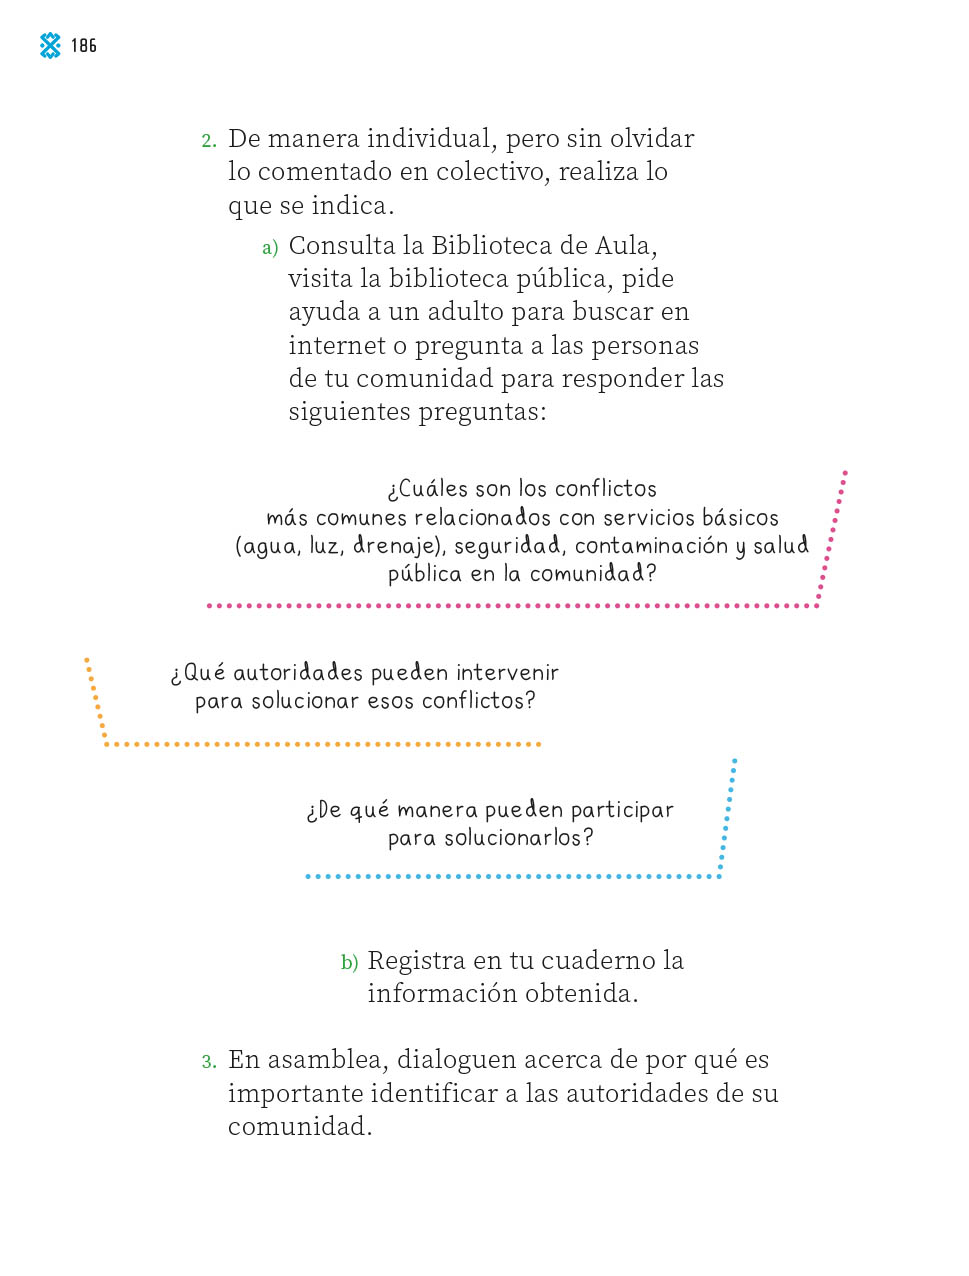 186
2. De manera individual, pero sin olvidar
lo comentado en colectivo, realiza lo
que se indica.
a) Consulta la Biblioteca de Aula,
visita la biblioteca pública, pide
ayuda a un adulto para buscar en
internet o pregunta a las personas
de tu comunidad para responder las
siguientes preguntas:
¿Cuáles son los conflictos
más comunes relacionados con servicios básicos
(agua, luz, drenaje), seguridad, contaminación y salud
pública en la comunidad?
¿Qué autoridades pueden intervenir
para solucionar esos conflictos?
¿De qué manera pueden participar
para solucionarlos?
b) Registra en tu cuaderno la
información obtenida.
3. En asamblea, dialoguen acerca de por qué es
importante identificar a las autoridades de su
comunidad.